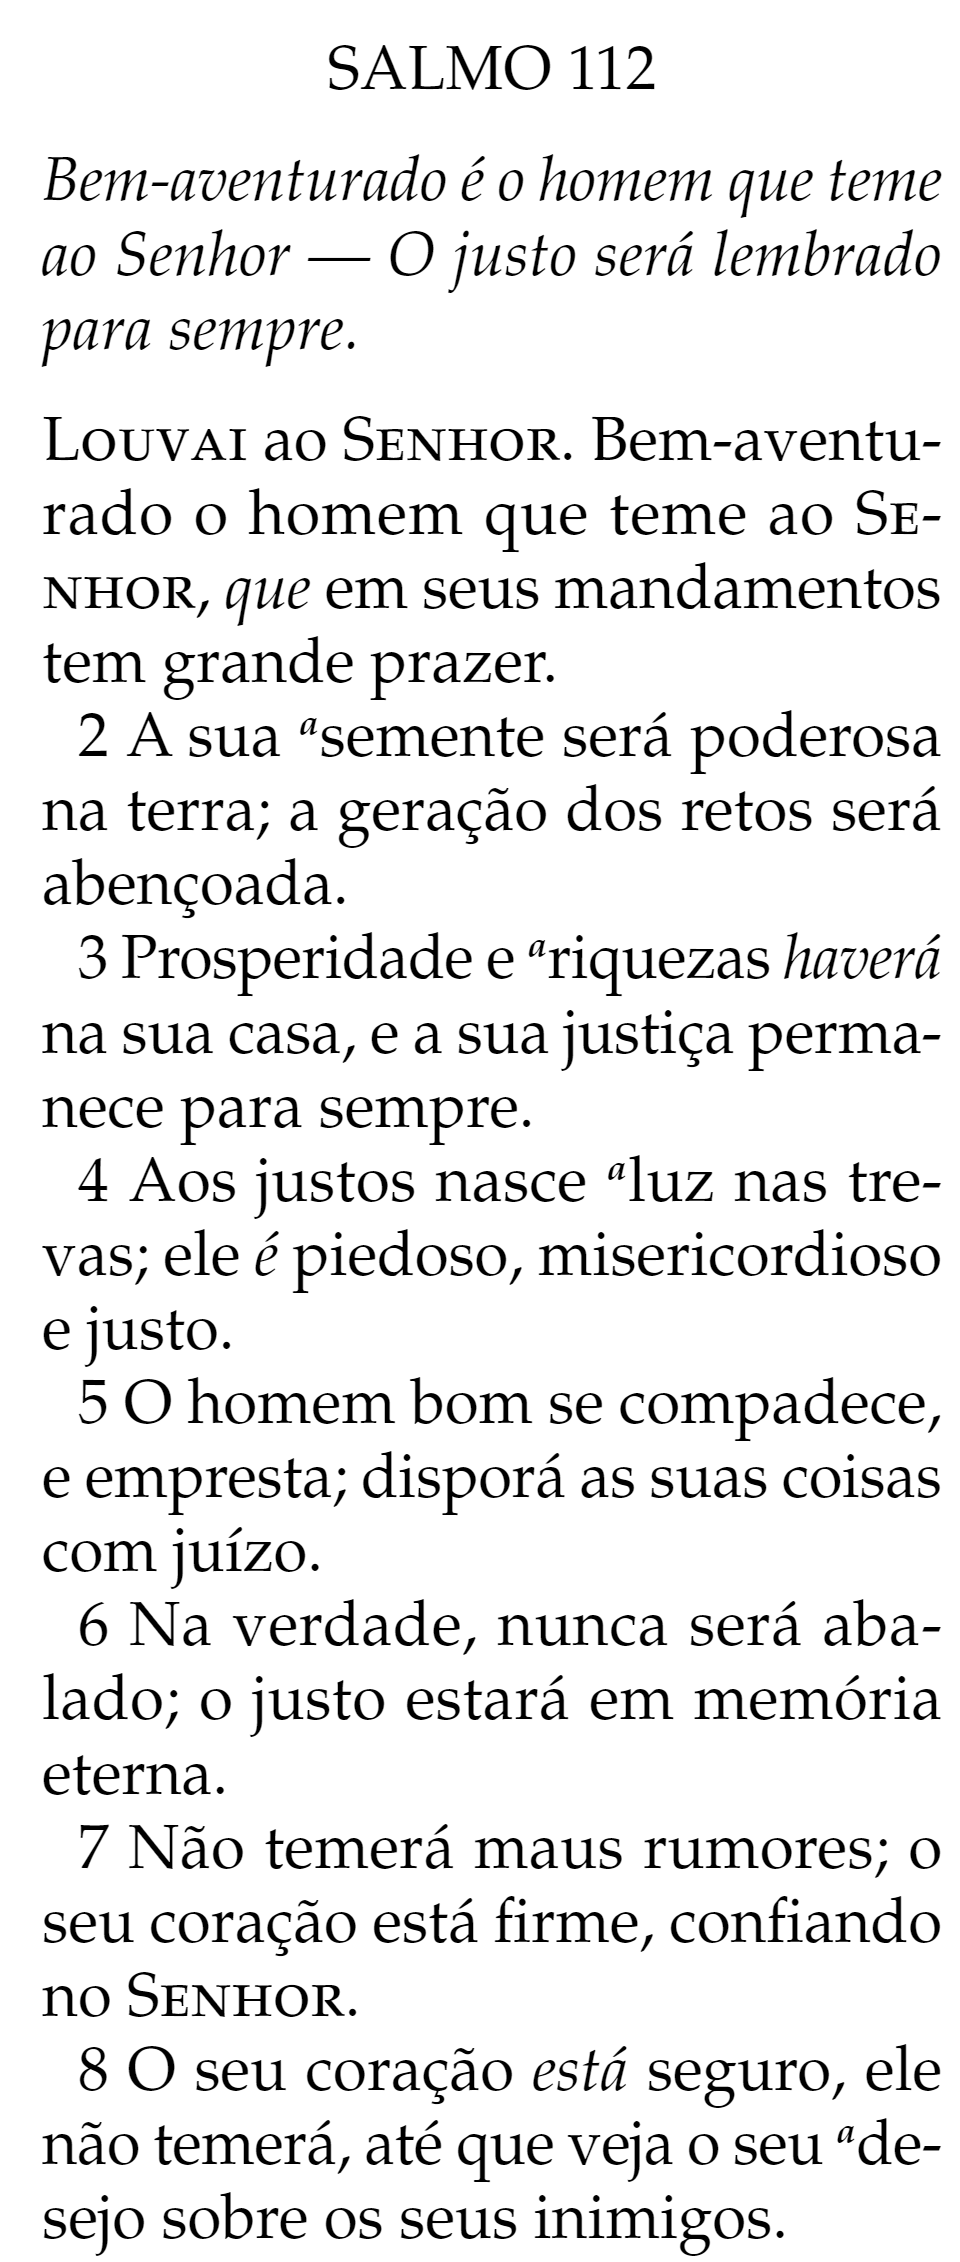 SALMO 112
Bem-aventurado é o homem que teme
ao Senhor — O justo será lembrado
para sempre.
LOUVAI ao SENHOR. Bem-aventu-
rado o homem que teme ao SE-
NHOR, que em seus mandamentos
tem grande prazer.
2 A sua ᵃsemente será poderosa
na terra; a geração dos retos será
abençoada.
3 Prosperidade e ᵃriquezas haverá
na sua casa, e a sua justiça perma-
nece para sempre.
4 Aos justos nasce ᵃluz nas tre-
vas; ele é piedoso, misericordioso
e justo.
5 O homem bom se compadece,
e empresta; disporá as suas coisas
com juízo.
6 Na verdade, nunca será aba-
lado; o justo estará em memória
eterna.
7 Não temerá maus rumores; o
seu coração está firme, confiando
no SENHOR.
8 O seu coração está seguro, ele
não temerá, até que veja o seu ᵃde-
sejo sobre os seus inimigos.